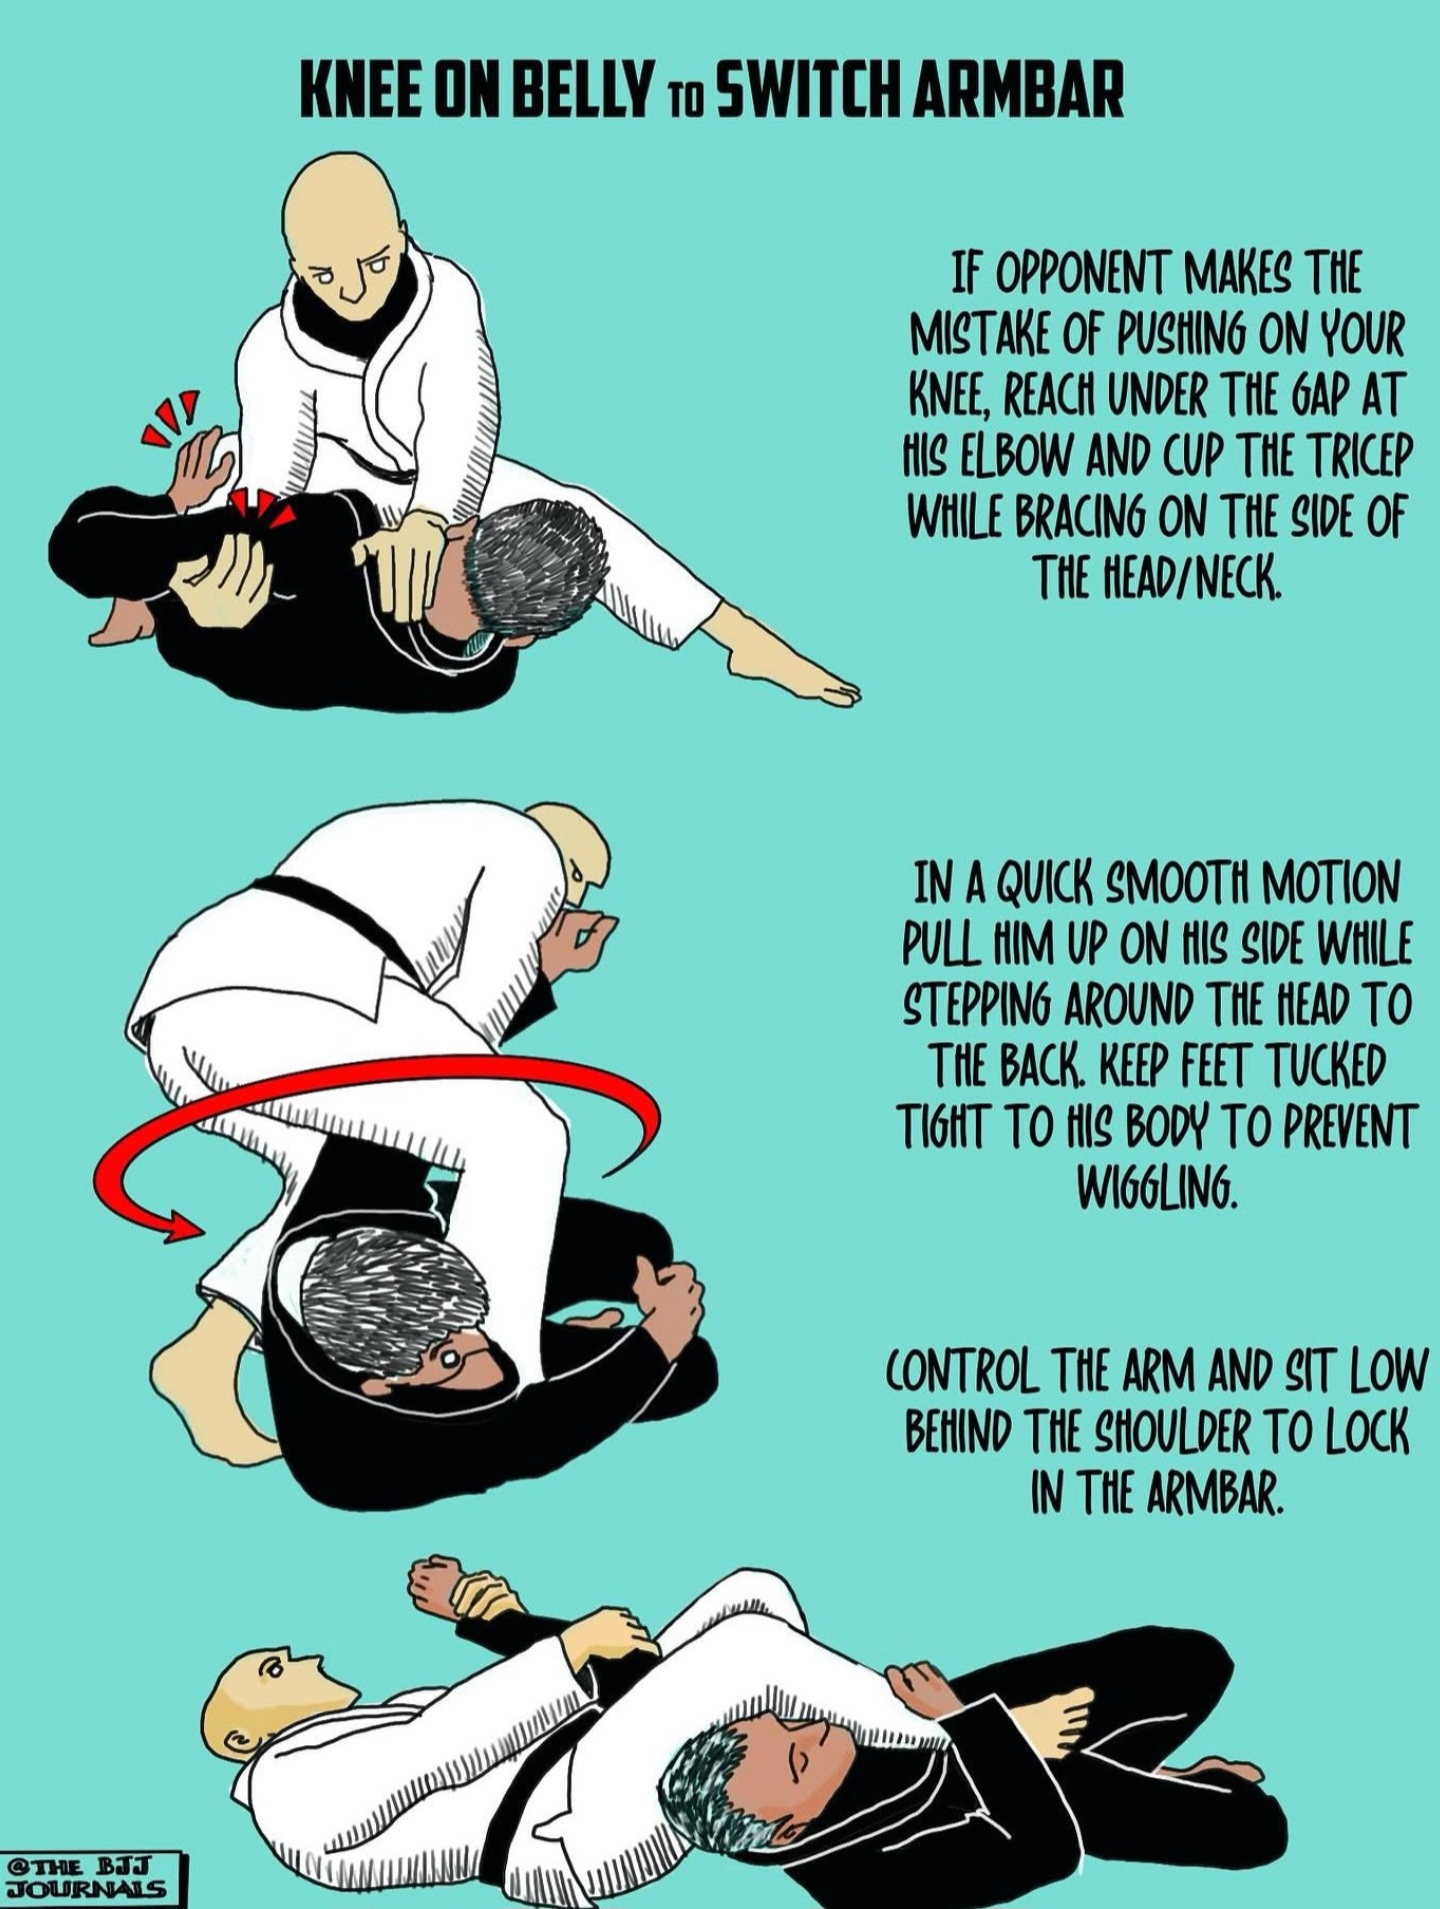 KNEE ON BELLY TO SWITCH ARMBAR
IF OPPONENT MAKES THE
MISTAKE OF PUSHING ON YOUR
KNEE, REACH UNDER THE GAP AT
HIS ELBOW AND CUP THE TRICEP
WHILE BRACING ON THE SIDE OF
THE HEAD/NECK.
IN A QUICK SMOOTH MOTION
PULL HIM UP ON HIS SIDE WHILE
STEPPING AROUND THE HEAD TO
THE BACK. KEEP FEET TUCKED
TIGHT TO HIS BODY TO PREVENT
WIGGLING.
CONTROL THE ARM AND SIT LOW
BEHIND THE SHOULDER TO LOCK
IN THE ARMBAR.
@THE BJJ
JOURNALS